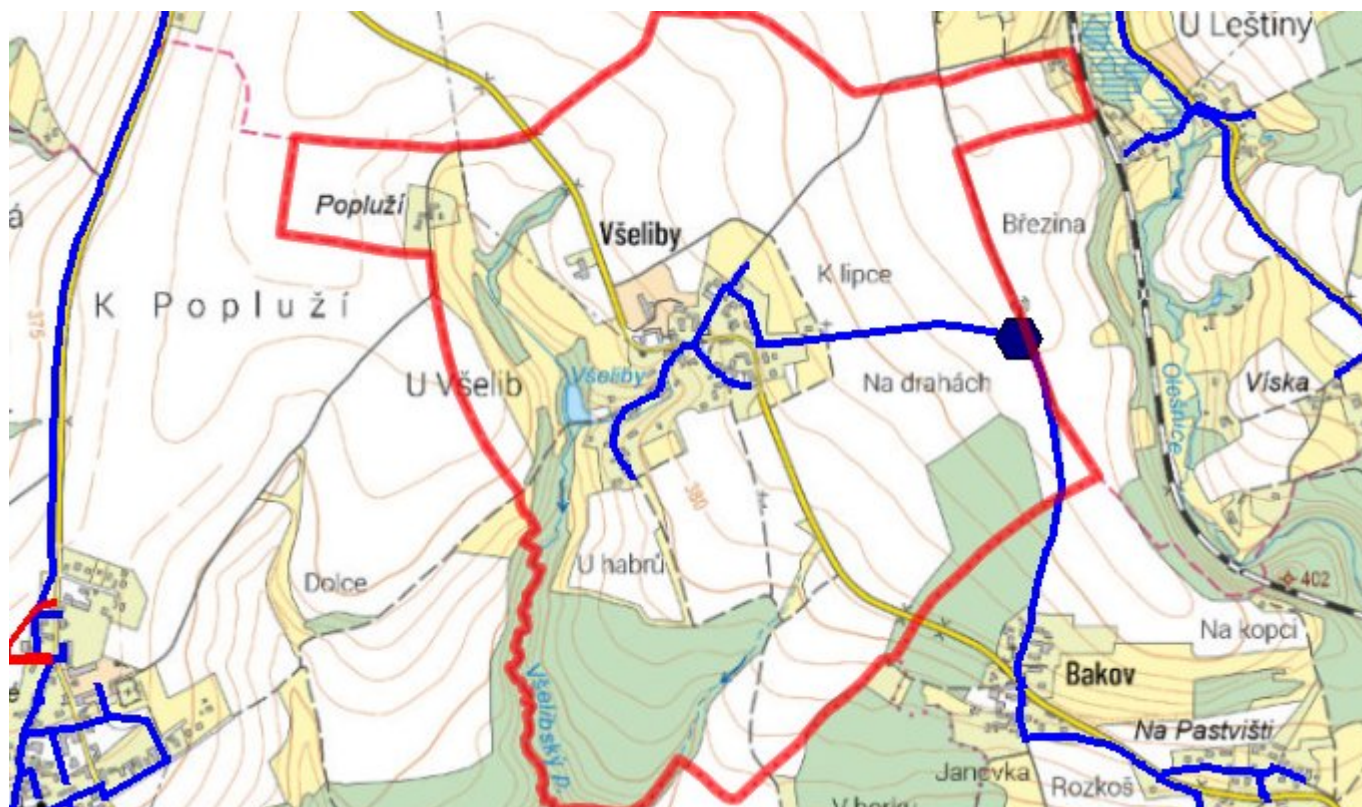 U Leštiny
Popluží
Všeliby
Březina
K lipce
á
K Popluží
375
U Všelib
Všeliby
Na drahách
Olešnice
Víska
380
U habrů
Dolce
402
Na kopci
Bakov
Všelibský p.
Na Pastvišti
Janovka
Rozkoš
e